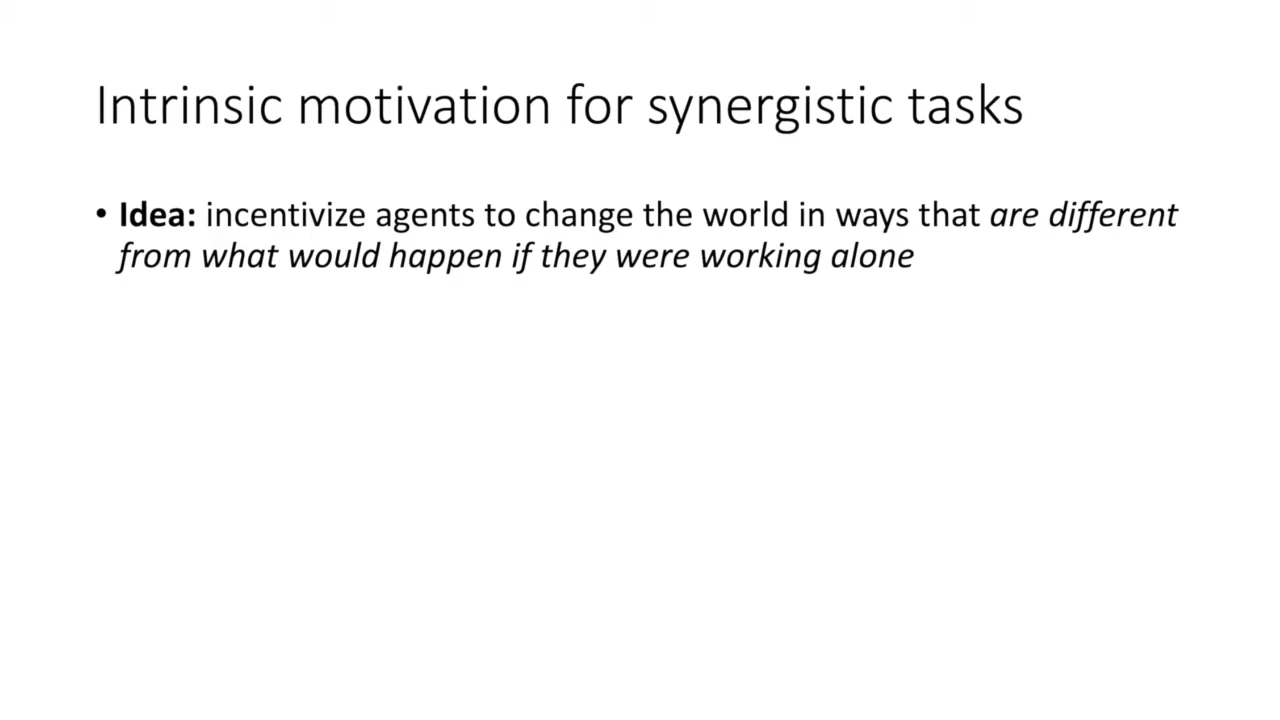 Intrinsic motivation for synergistic tasks
• Idea: incentivize agents to change the world in ways that are different
from what would happen if they were working alone